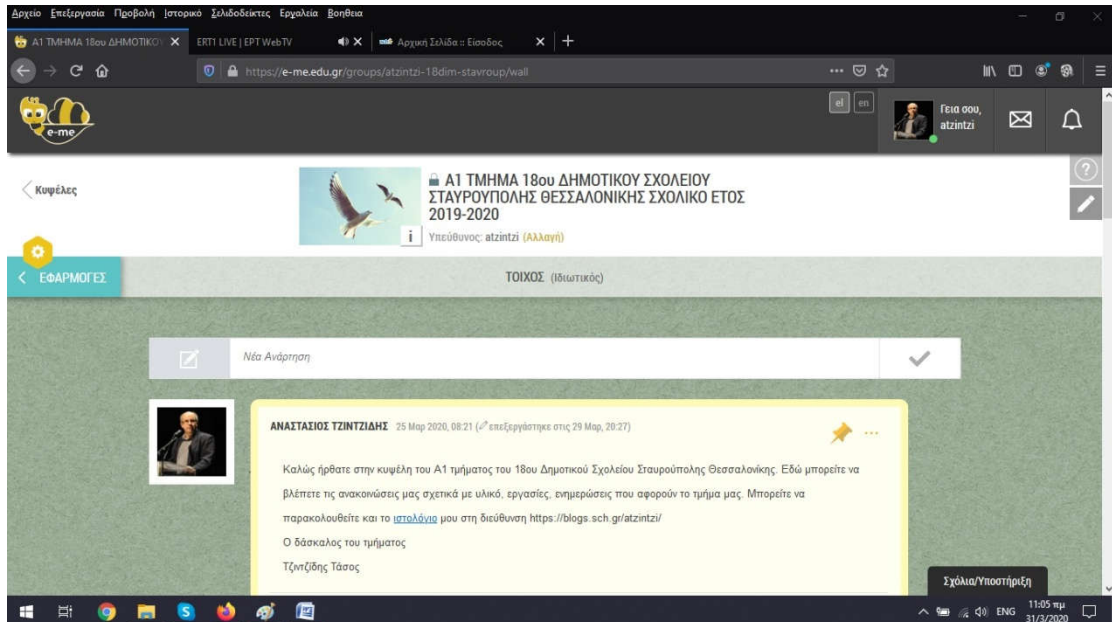 Αρχείο Επεξεργασία Προβολή Ιστορικό Σελιδοδείκτες Εργαλεία Βοήθεια
Α1 ΤΜΗΜΑ 18ου ΔΗΜΟΤΙΚΟΥ
ERT1 LIVE | ΕΡΤ WebTV
Αρχική Σελίδα :: Είσοδος
https://e-me.edu.gr/groups/atzintzi-18dim-stavroup/wall
e-me
el en
Γεια σου,
atzintzi
Κυψέλες
Α1 ΤΜΗΜΑ 18ου ΔΗΜΟΤΙΚΟΥ ΣΧΟΛΕΙΟΥ
ΣΤΑΥΡΟΥΠΟΛΗΣ ΘΕΣΣΑΛΟΝΙΚΗΣ ΣΧΟΛΙΚΟ ΕΤΟΣ
2019-2020
i
Υπεύθυνος: atzintzi (Αλλαγή)
ΕΦΑΡΜΟΓΕΣ
ΤΟΙΧΟΣ (Ιδιωτικός)
Νέα Ανάρτηση
ΑΝΑΣΤΑΣΙΟΣ ΤΖΙΝΤΖΙΔΗΣ 25 Μαρ 2020, 08:21 (επεξεργάστηκε στις 29 Μαρ, 20:27)
Καλώς ήρθατε στην κυψέλη του Α1 τμήματος του 18ου Δημοτικού Σχολείου Σταυρούπολης Θεσσαλονίκης. Εδώ μπορείτε να
βλέπετε τις ανακοινώσεις μας σχετικά με υλικό, εργασίες, ενημερώσεις που αφορούν το τμήμα μας. Μπορείτε να
παρακολουθείτε και το ιστολόγιο μου στη διεύθυνση https://blogs.sch.gr/atzintzi/
Ο δάσκαλος του τμήματος
Τζιντζίδης Τάσος
Σχόλια/Υποστήριξη
ENG
11:05 πμ
31/3/2020